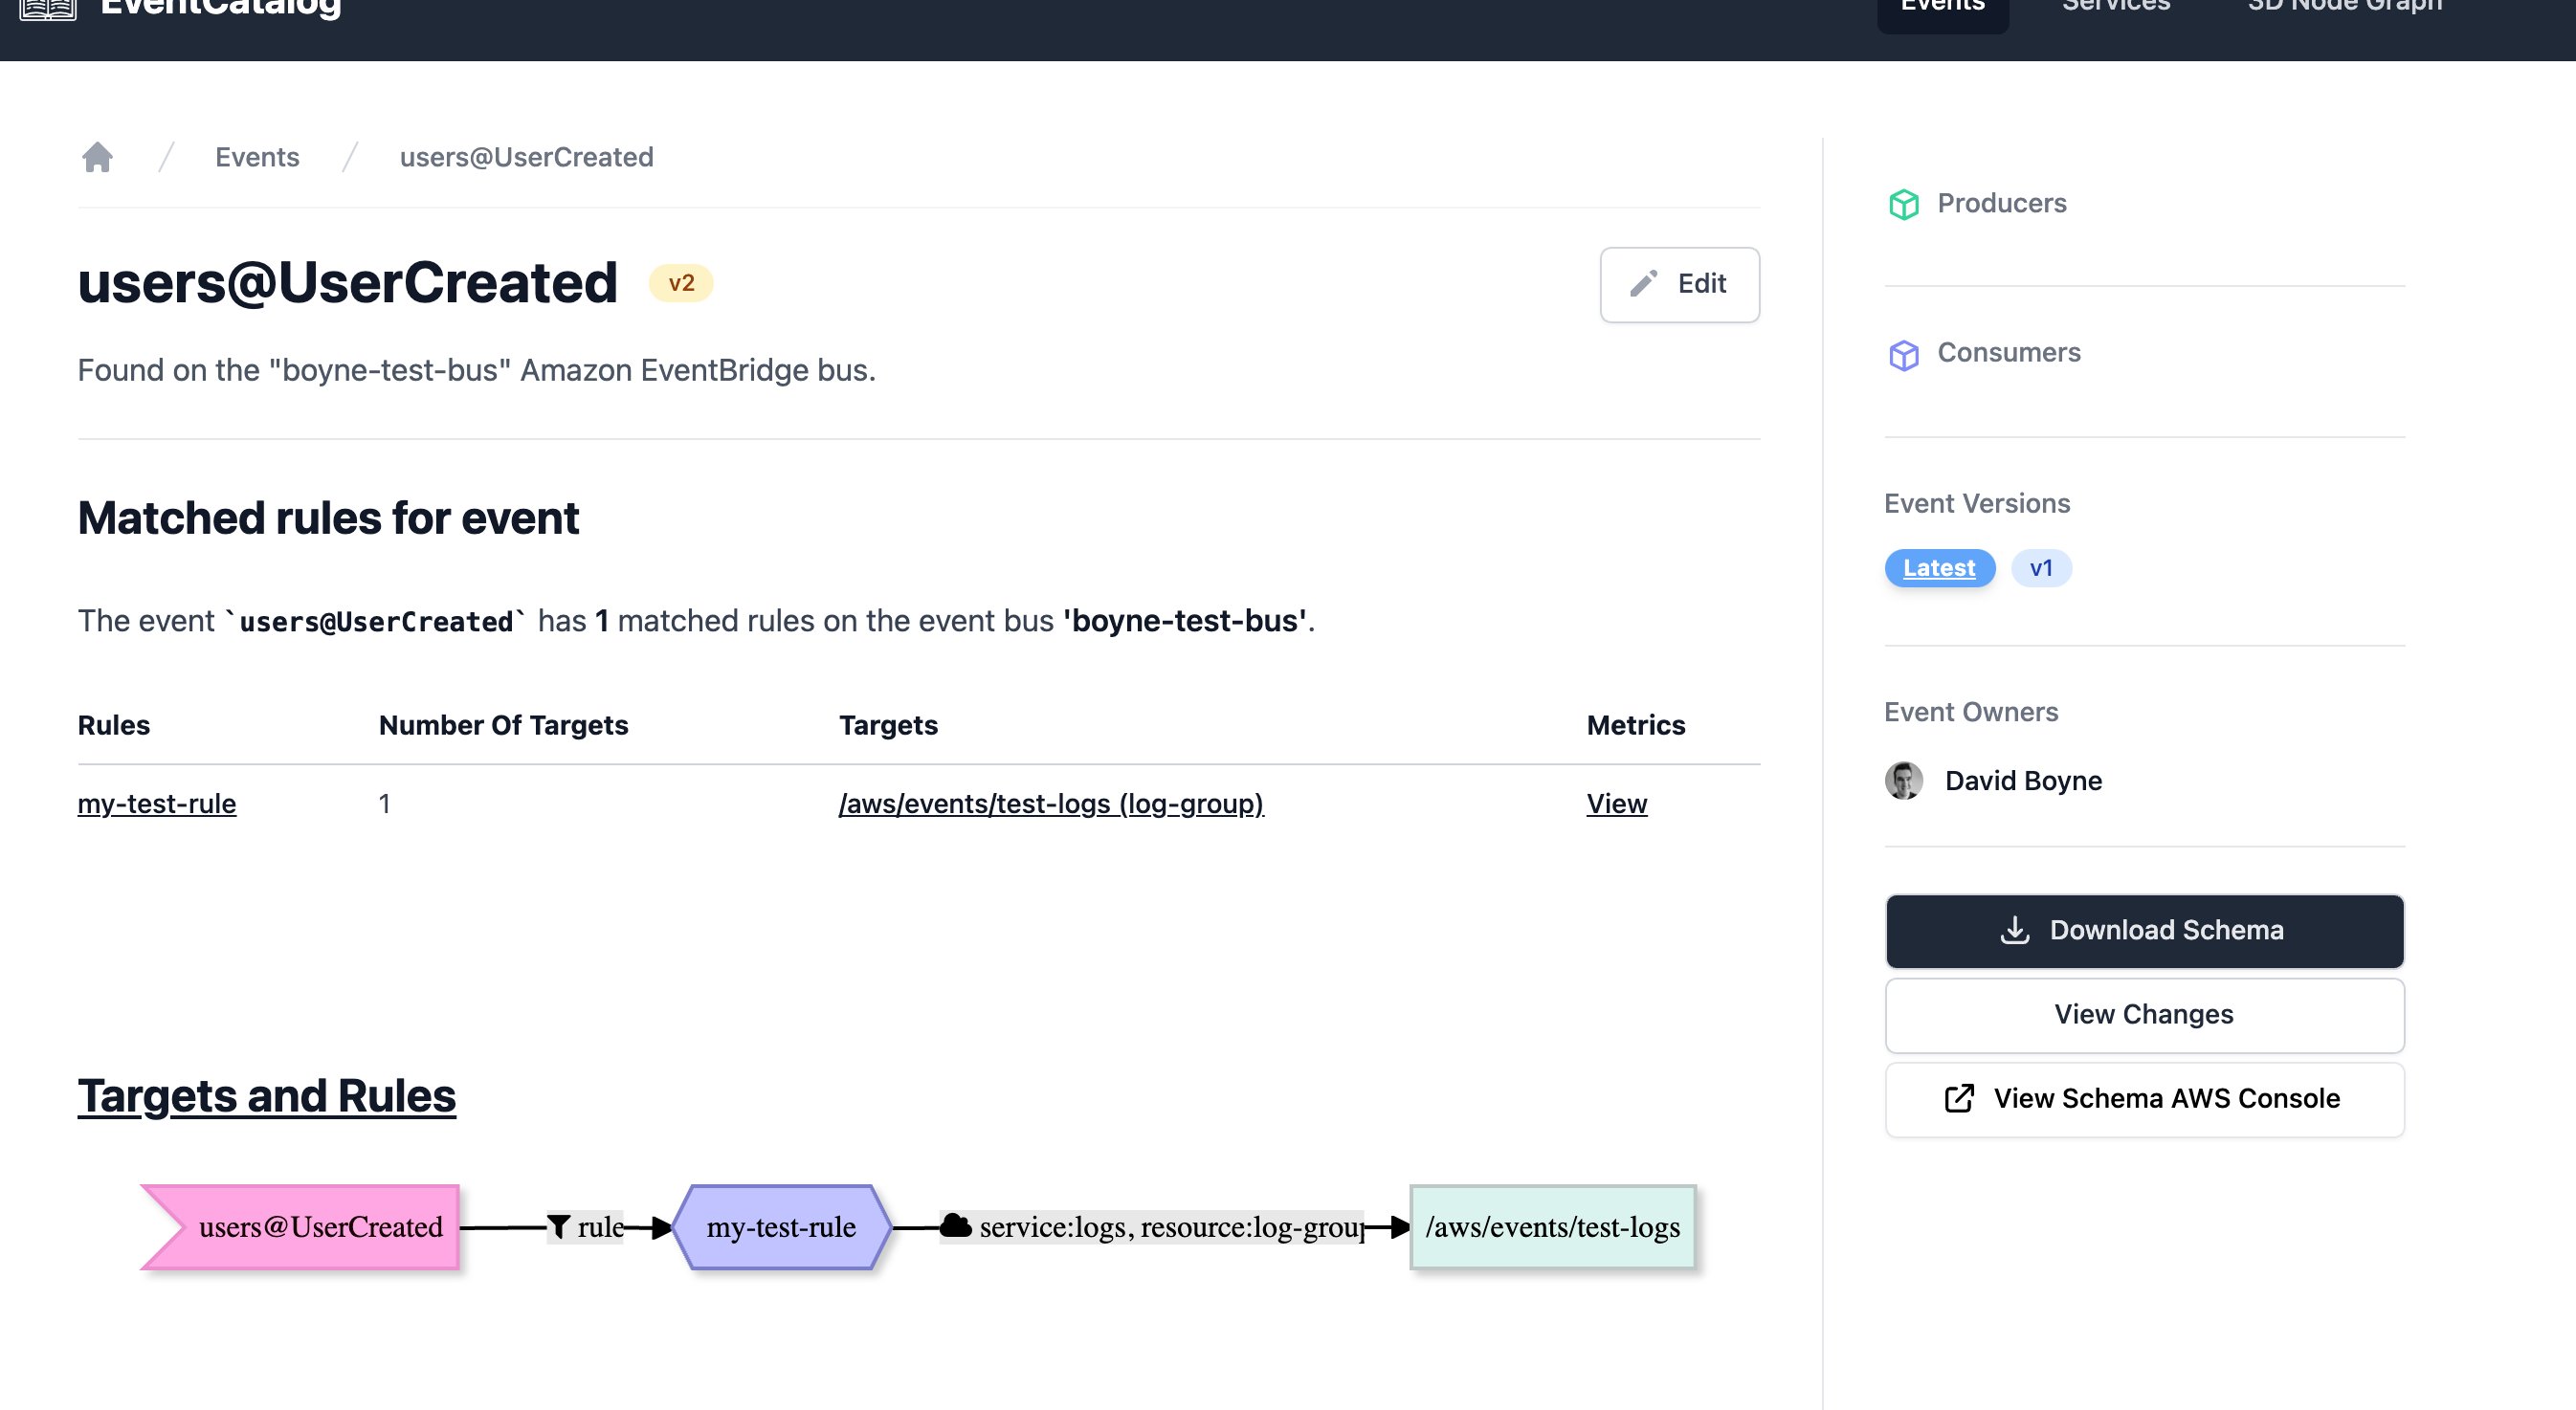 EventCatalog
Events
Services
3D Node Graph
Events
users@UserCreated
users@UserCreated
v2
Edit
Found on the "boyne-test-bus" Amazon EventBridge bus.
Matched rules for event
The event `users@UserCreated` has 1 matched rules on the event bus 'boyne-test-bus'.
Rules Number Of Targets Targets Metrics
my-test-rule 1 /aws/events/test-logs (log-group) View
Targets and Rules
users@UserCreated rule my-test-rule service:logs, resource:log-group /aws/events/test-logs
Producers
Consumers
Event Versions
Latest v1
Event Owners
David Boyne
Download Schema
View Changes
View Schema AWS Console